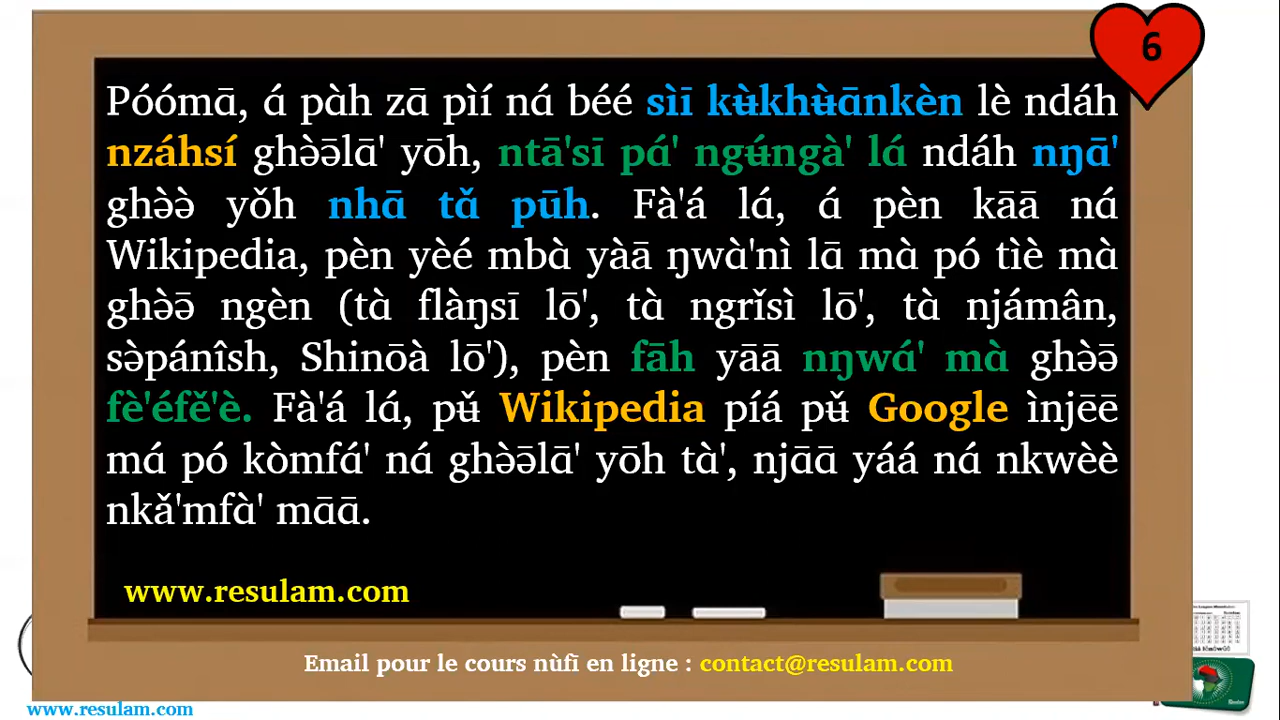 6
Póómā, á pàh zā pìí ná béé sìī kʉ̀khʉ̀ānkèn lè ndáh
nzáhsí ghə̀ə̄lā' yōh, ntā'sī pá' ngʉ́ngà' lá ndáh nŋā'
ghə̀ə̀ yǒh nhā tǎ pūh. Fà'á lá, á pèn kāā ná
Wikipedia, pèn yèé mbà yàā ŋwà'nì lā mà pó tìè mà
ghə̀ə̄ ngèn (tà flàŋsī lō', tà ngrǐsì lō', tà njámân,
sə̀pánîsh, Shinōà lō'), pèn fāh yāā nŋwá' mà ghə̀ə̄
fè'éfě'è. Fà'á lá, pʉ̌ Wikipedia píá pʉ̌ Google ìnjēē
má pó kòmfá' ná ghə̀ə̄lā' yōh tà', njāā yáá ná nkwèè
nkǎ'mfà' māā.
www.resulam.com
Email pour le cours nùfī en ligne : contact@resulam.com
www.resulam.com